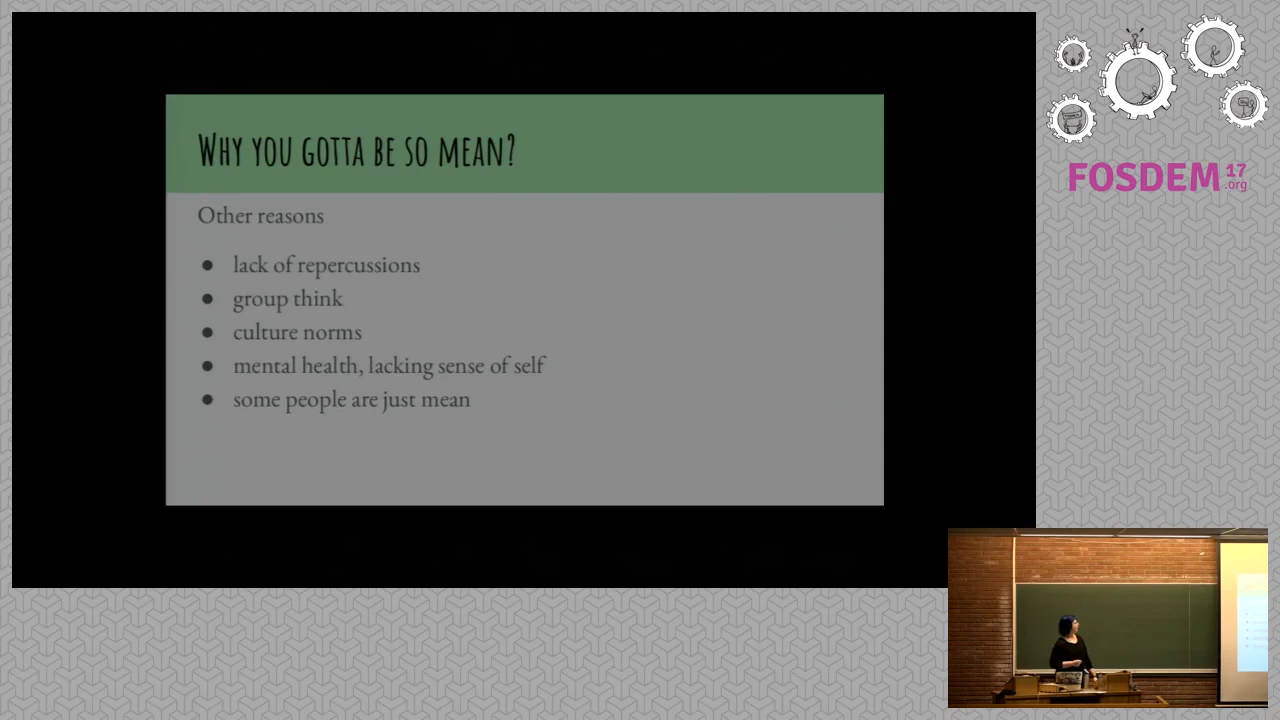 WHY YOU GOTTA BE SO MEAN?
Other reasons
● lack of repercussions
● group think
● culture norms
● mental health, lacking sense of self
● some people are just mean
FOSDEM 17
.org